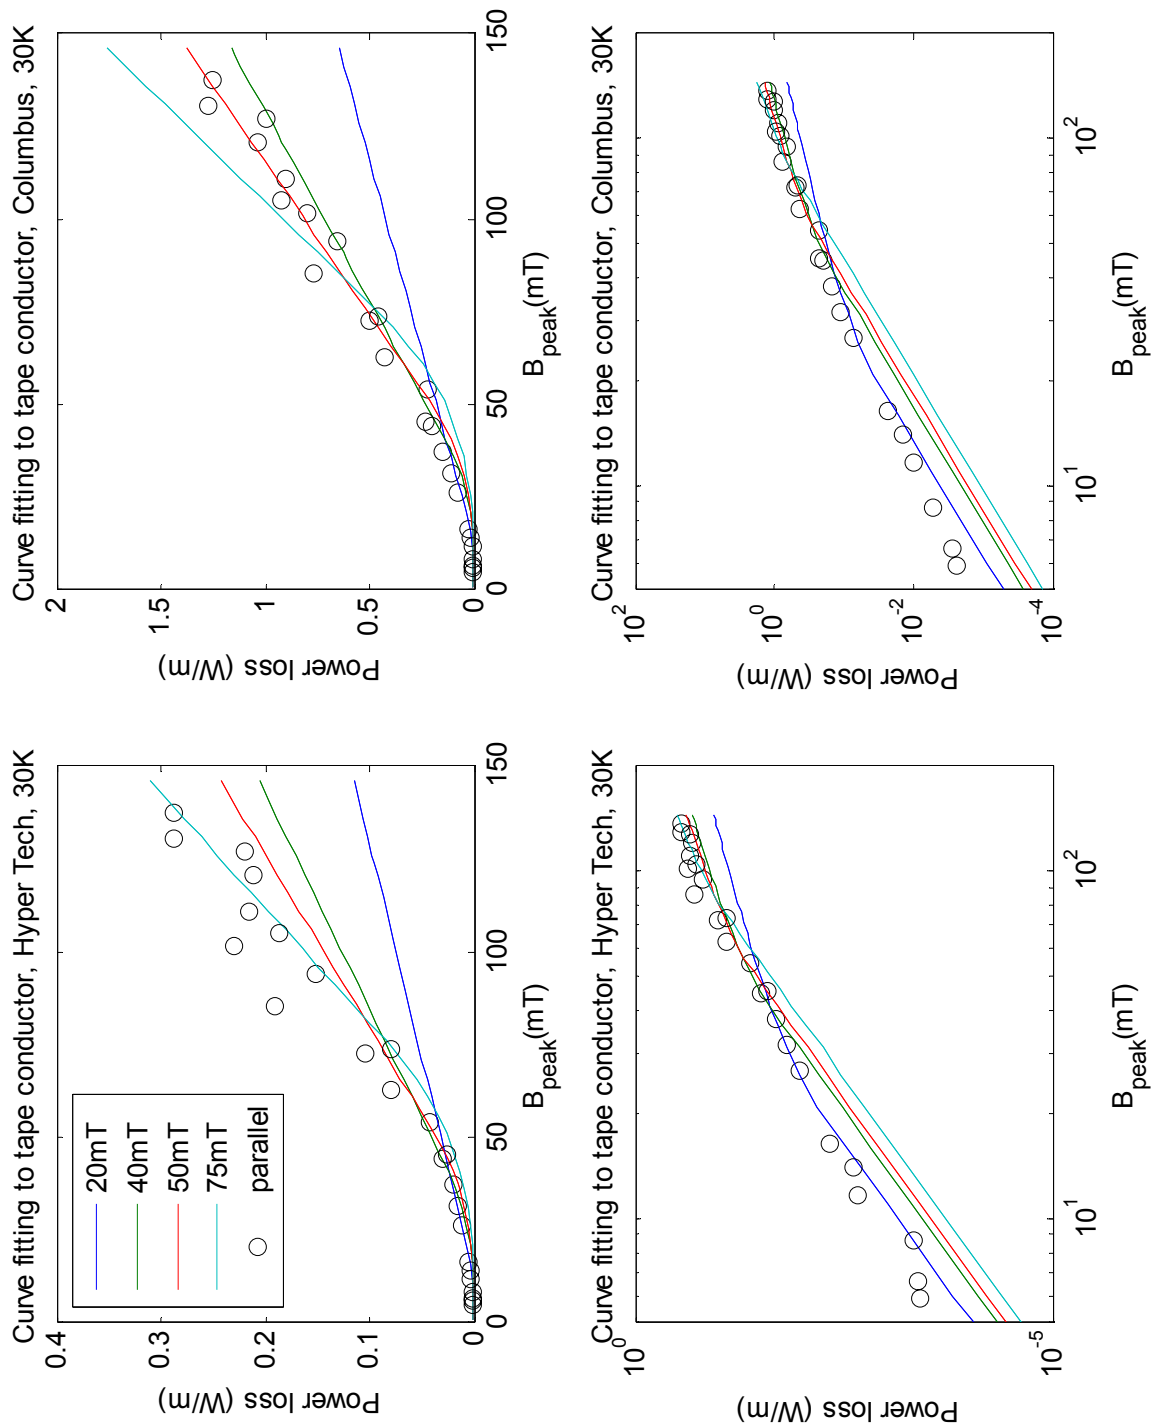 Curve fitting to tape conductor, Hyper Tech, 30K
0.4
0.3
0.2
0.1
0
Power loss (W/m)
0
50
100
150
B_peak(mT)
20mT
40mT
50mT
75mT
parallel
Curve fitting to tape conductor, Columbus, 30K
2
1.5
1
0.5
0
Power loss (W/m)
0
50
100
150
B_peak(mT)
Curve fitting to tape conductor, Hyper Tech, 30K
10^0
10^-5
Power loss (W/m)
10^1
10^2
B_peak(mT)
Curve fitting to tape conductor, Columbus, 30K
10^2
10^0
10^-2
10^-4
Power loss (W/m)
10^1
10^2
B_peak(mT)